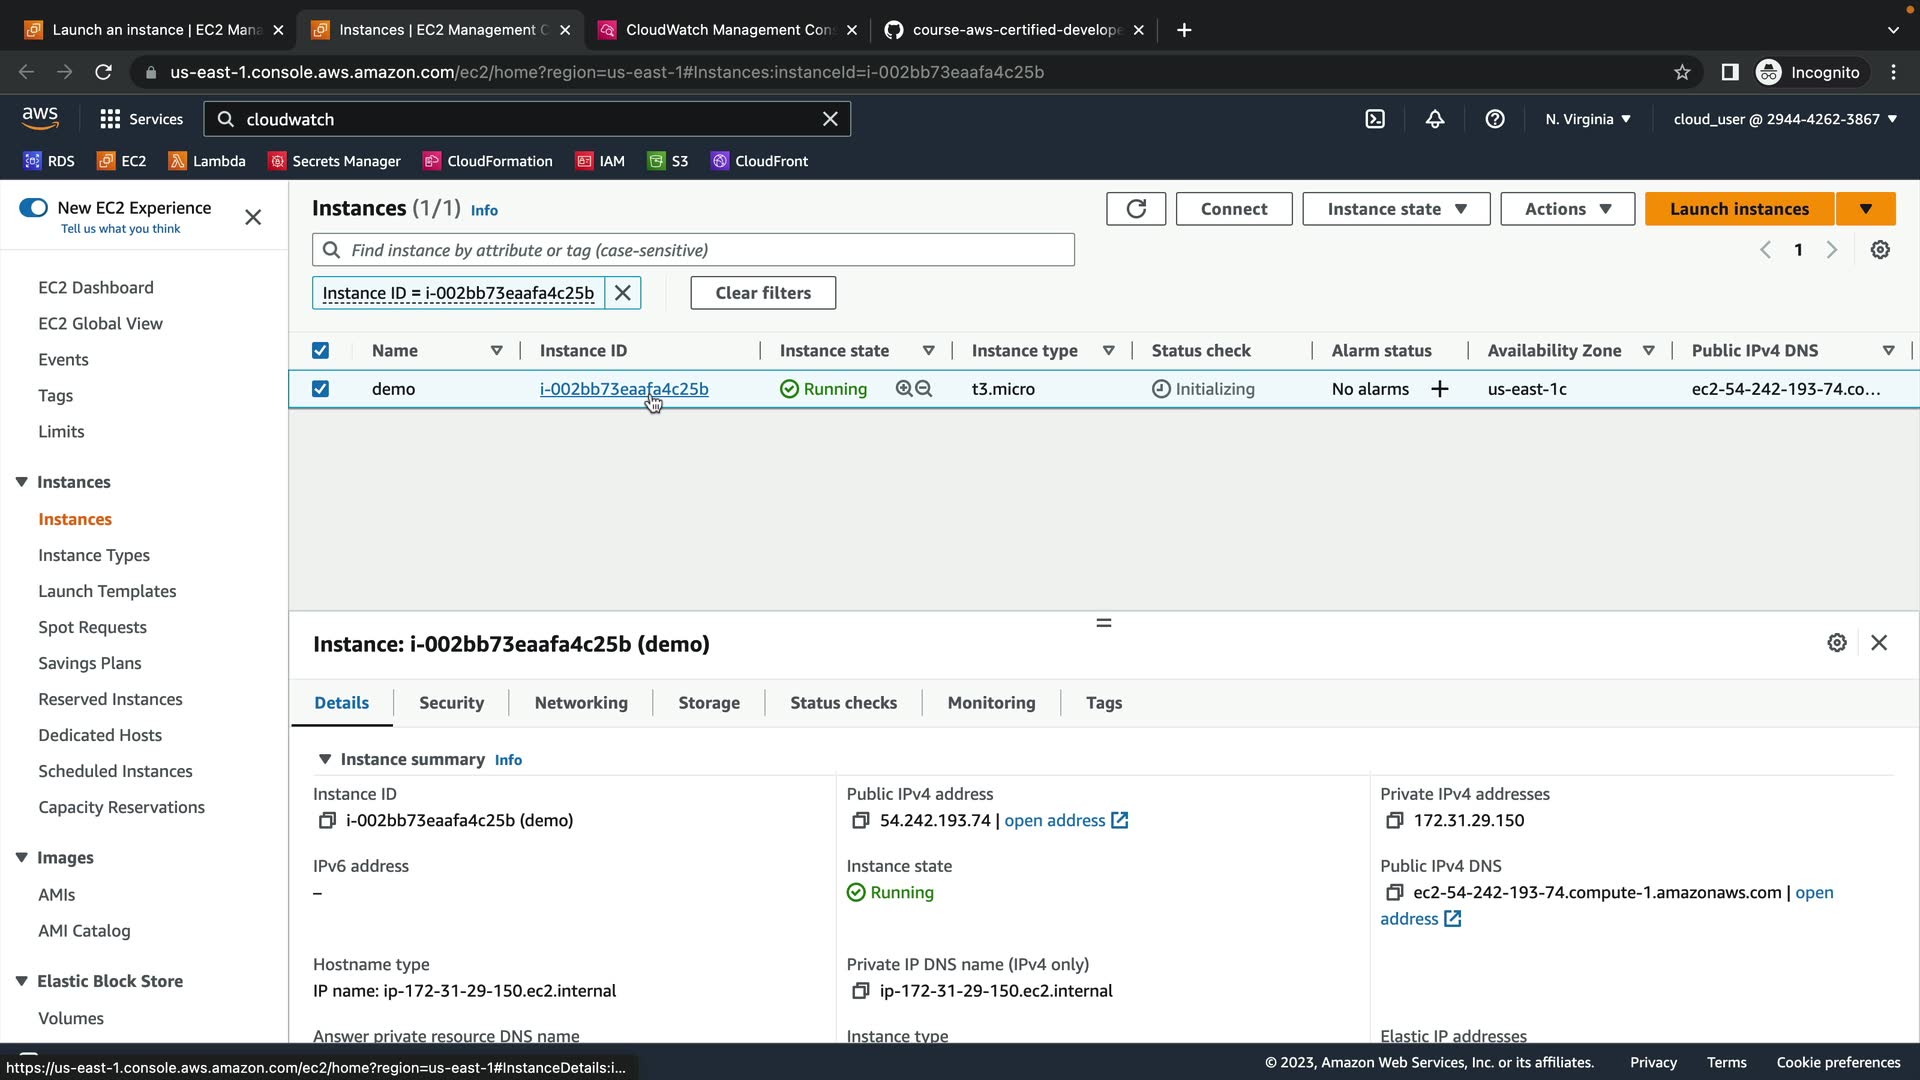 Launch an instance | EC2 Mana
Instances | EC2 Management C
CloudWatch Management Con
course-aws-certified-develope
us-east-1.console.aws.amazon.com/ec2/home?region=us-east-1#Instances:instanceId=i-002bb73eaafa4c25b
Incognito
aws
Services
cloudwatch
N. Virginia
cloud_user @ 2944-4262-3867
RDS
EC2
Lambda
Secrets Manager
CloudFormation
IAM
S3
CloudFront
New EC2 Experience
Tell us what you think
EC2 Dashboard
EC2 Global View
Events
Tags
Limits
Instances
Instances
Instance Types
Launch Templates
Spot Requests
Savings Plans
Reserved Instances
Dedicated Hosts
Scheduled Instances
Capacity Reservations
Images
AMIs
AMI Catalog
Elastic Block Store
Volumes
Instances (1/1) Info
Connect
Instance state
Actions
Launch instances
Find instance by attribute or tag (case-sensitive)
1
Instance ID = i-002bb73eaafa4c25b
Clear filters
Name
Instance ID
Instance state
Instance type
Status check
Alarm status
Availability Zone
Public IPv4 DNS
demo
i-002bb73eaafa4c25b
Running
t3.micro
Initializing
No alarms
us-east-1c
ec2-54-242-193-74.co...
Instance: i-002bb73eaafa4c25b (demo)
Details
Security
Networking
Storage
Status checks
Monitoring
Tags
Instance summary Info
Instance ID
i-002bb73eaafa4c25b (demo)
Public IPv4 address
54.242.193.74 | open address
Private IPv4 addresses
172.31.29.150
IPv6 address
–
Instance state
Running
Public IPv4 DNS
ec2-54-242-193-74.compute-1.amazonaws.com | open
address
Hostname type
IP name: ip-172-31-29-150.ec2.internal
Private IP DNS name (IPv4 only)
ip-172-31-29-150.ec2.internal
Answer private resource DNS name
Instance type
Elastic IP addresses
https://us-east-1.console.aws.amazon.com/ec2/home?region=us-east-1#InstanceDetails:i...
© 2023, Amazon Web Services, Inc. or its affiliates.
Privacy
Terms
Cookie preferences